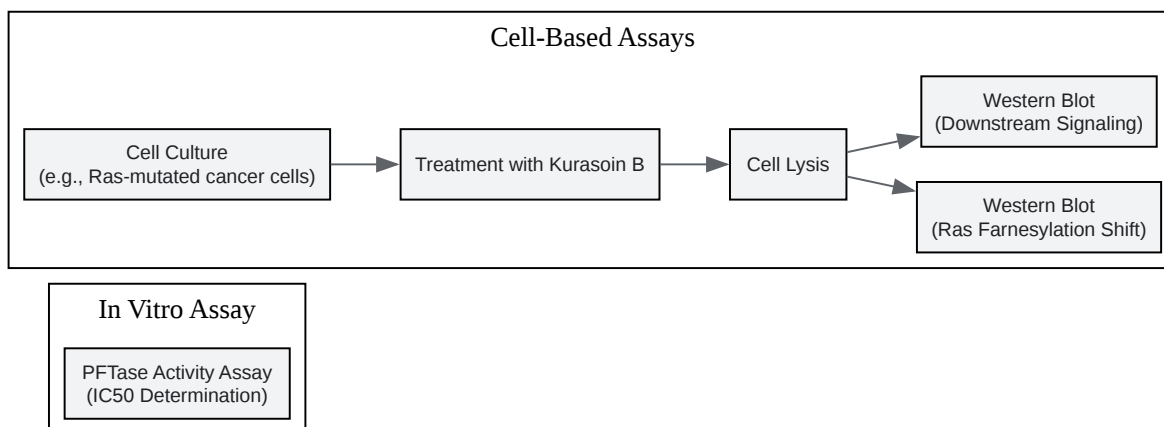 Cell-Based Assays
Cell Culture
(e.g., Ras-mutated cancer cells)
Treatment with Kurasoin B
Cell Lysis
Western Blot
(Downstream Signaling)
Western Blot
(Ras Farnesylation Shift)
In Vitro Assay
PFTase Activity Assay
(IC50 Determination)